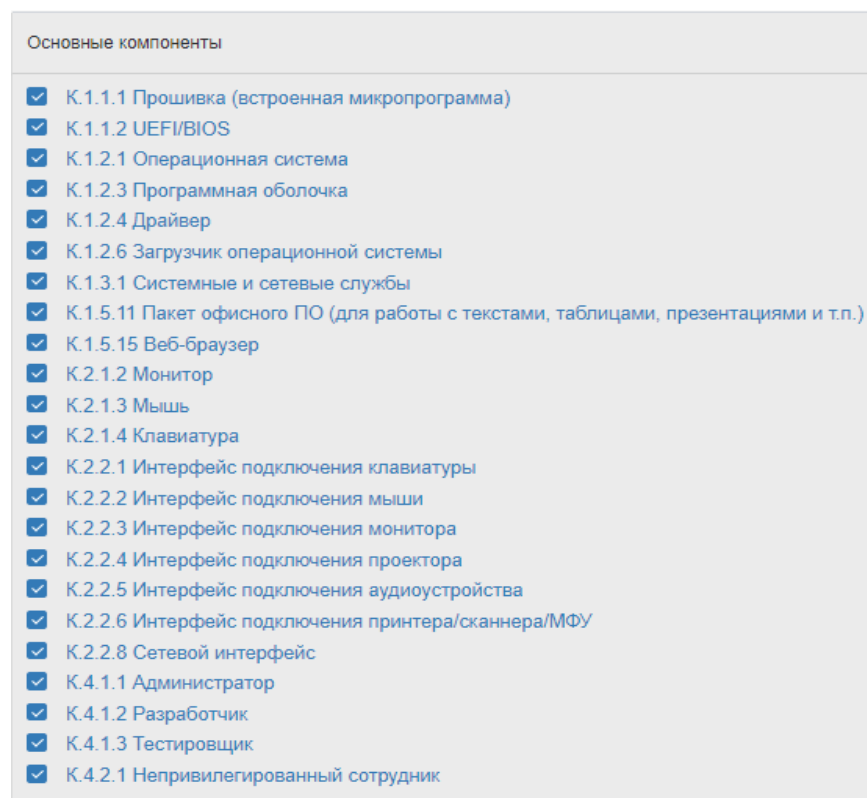 Основные компоненты
К.1.1.1 Прошивка (встроенная микропрограмма)
К.1.1.2 UEFI/BIOS
К.1.2.1 Операционная система
К.1.2.3 Программная оболочка
К.1.2.4 Драйвер
К.1.2.6 Загрузчик операционной системы
К.1.3.1 Системные и сетевые службы
К.1.5.11 Пакет офисного ПО (для работы с текстами, таблицами, презентациями и т.п.)
К.1.5.15 Веб-браузер
К.2.1.2 Монитор
К.2.1.3 Мышь
К.2.1.4 Клавиатура
К.2.2.1 Интерфейс подключения клавиатуры
К.2.2.2 Интерфейс подключения мыши
К.2.2.3 Интерфейс подключения монитора
К.2.2.4 Интерфейс подключения проектора
К.2.2.5 Интерфейс подключения аудиоустройства
К.2.2.6 Интерфейс подключения принтера/сканнера/МФУ
К.2.2.8 Сетевой интерфейс
К.4.1.1 Администратор
К.4.1.2 Разработчик
К.4.1.3 Тестировщик
К.4.2.1 Непривилегированный сотрудник